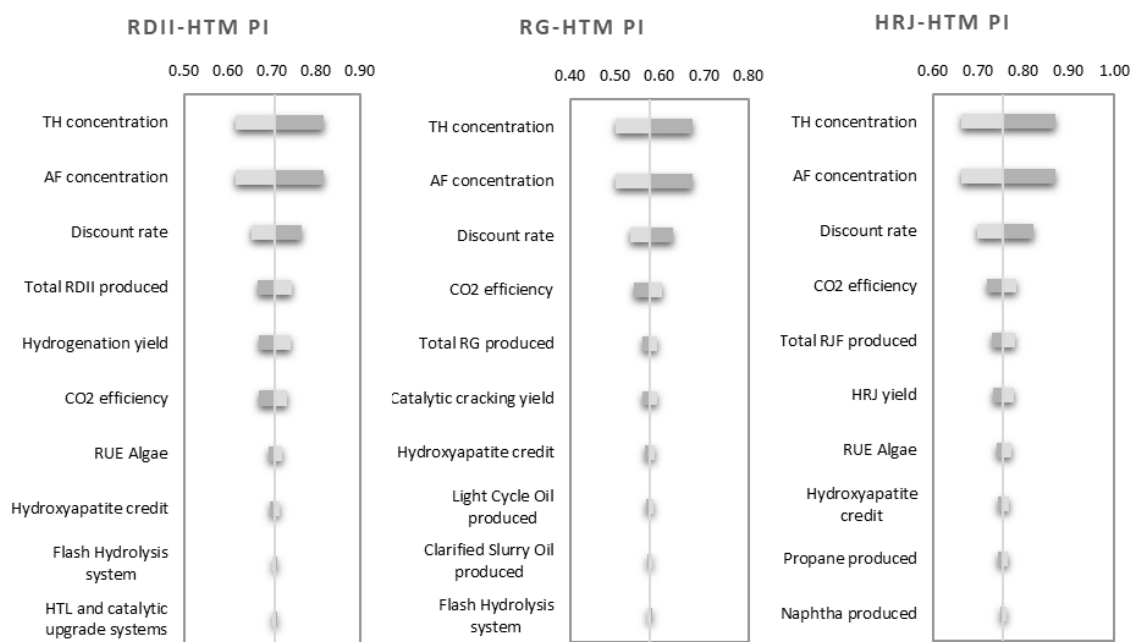 RDII-HTM PI
0.50 0.60 0.70 0.80 0.90
TH concentration
AF concentration
Discount rate
Total RDII produced
Hydrogenation yield
CO2 efficiency
RUE Algae
Hydroxyapatite credit
Flash Hydrolysis
system
HTL and catalytic
upgrade systems
RG-HTM PI
0.40 0.50 0.60 0.70 0.80
TH concentration
AF concentration
Discount rate
CO2 efficiency
Total RG produced
Catalytic cracking yield
Hydroxyapatite credit
Light Cycle Oil
produced
Clarified Slurry Oil
produced
Flash Hydrolysis
system
HRJ-HTM PI
0.60 0.70 0.80 0.90 1.00
TH concentration
AF concentration
Discount rate
CO2 efficiency
Total RJF produced
HRJ yield
RUE Algae
Hydroxyapatite
credit
Propane produced
Naphtha produced